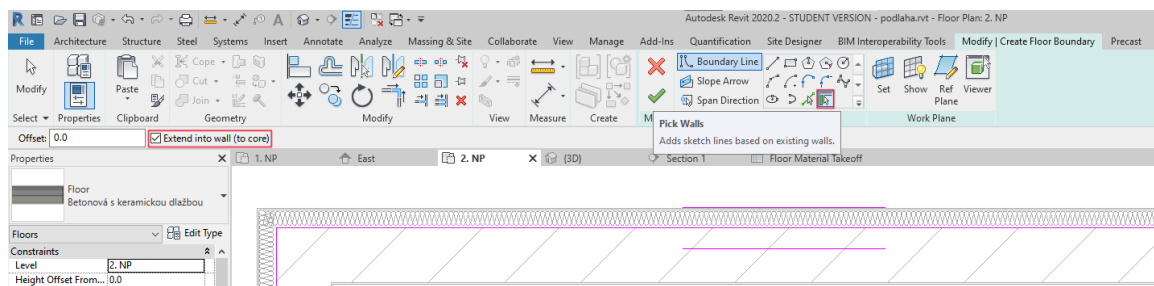 Autodesk Revit 2020.2 - STUDENT VERSION - podlaha.rvt - Floor Plan: 2. NP
File Architecture Structure Steel Systems Insert Annotate Analyze Massing & Site Collaborate View Manage Add-Ins Quantification Site Designer BIM Interoperability Tools Modify | Create Floor Boundary Precast
Cope Boundary Line
Modify Paste Cut Slope Arrow Set Show Ref Viewer
Join Span Direction Plane
Select Properties Clipboard Geometry Modify View Measure Create M Work Plane
Pick Walls
Offset: 0.0 Extend into wall (to core) Adds sketch lines based on existing walls.
Properties 1. NP East 2. NP {3D} Section 1 Floor Material Takeoff
Floor
Betonová s keramickou dlažbou
Floors Edit Type
Constraints
Level 2. NP
Height Offset From... 0.0